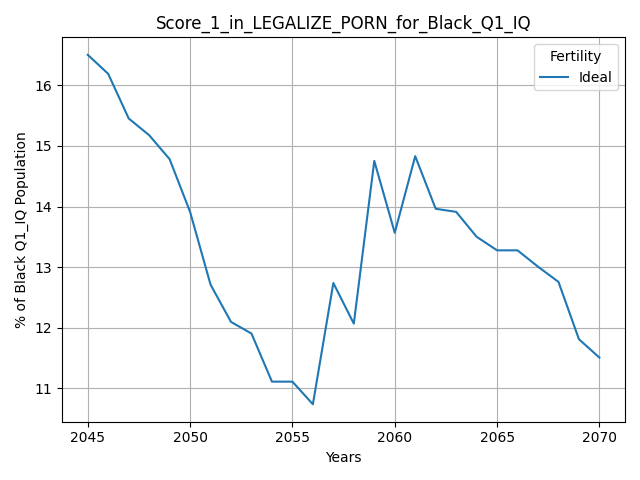 Score_1_in_LEGALIZE_PORN_for_Black_Q1_IQ
Fertility
Ideal
% of Black Q1_IQ Population
16
15
14
13
12
11
2045 2050 2055 2060 2065 2070
Years